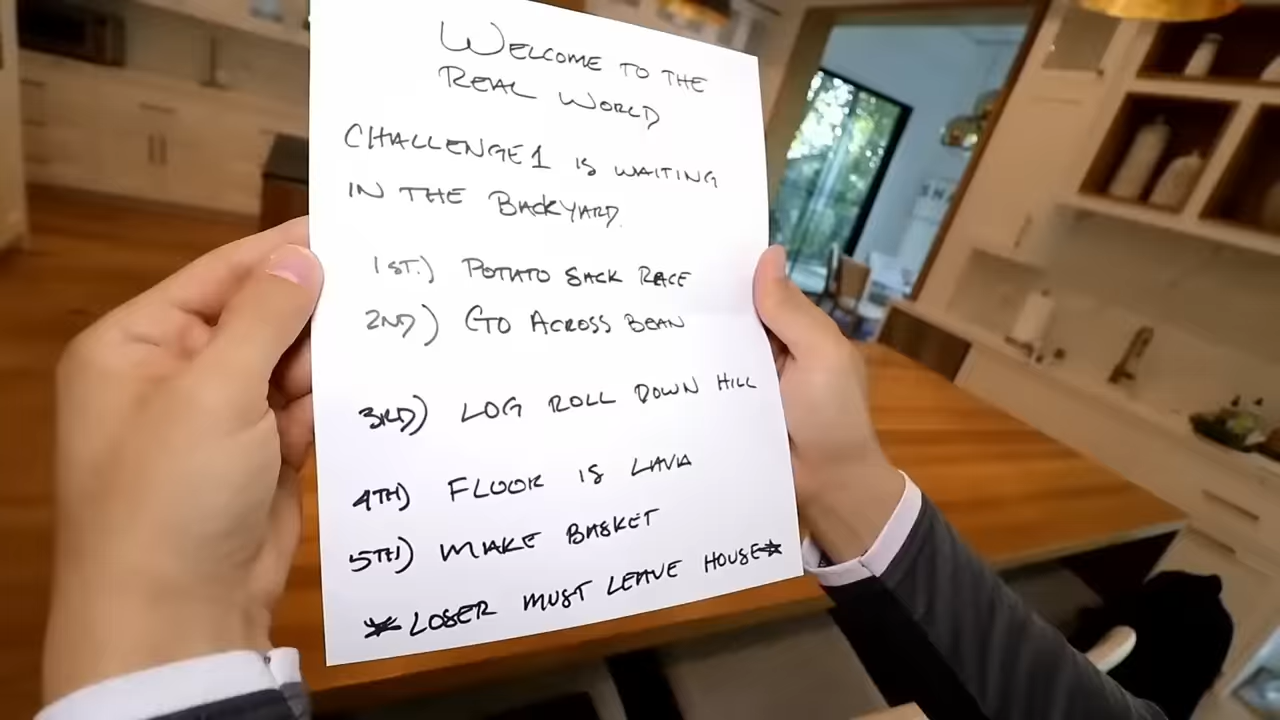 WELCOME TO THE
REAL WORLD
CHALLENGE 1 IS WAITING
IN THE BACKYARD.
1ST.) POTATO SACK RACE
2ND) GO ACROSS BEAN
3RD) LOG ROLL DOWN HILL
4TH) FLOOR IS LAVA
5TH) MAKE BASKET
*LOSER MUST LEAVE HOUSE*